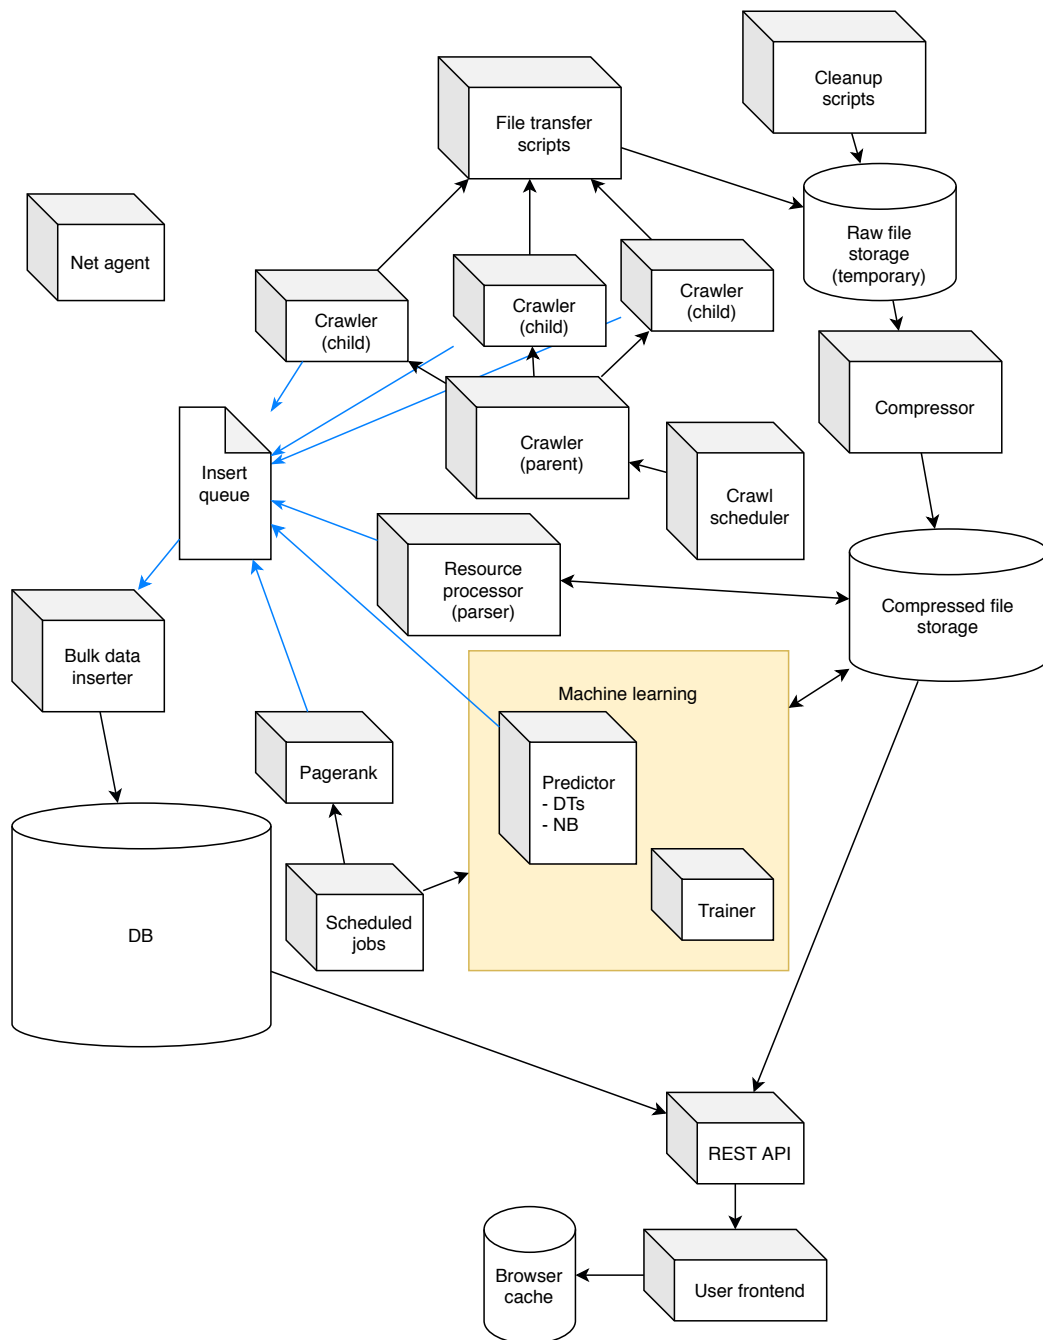 Cleanup
scripts
File transfer
scripts
Net agent
Raw file
storage
(temporary)
Crawler
(child)
Crawler
(child)
Crawler
(child)
Compressor
Crawler
(parent)
Insert
queue
Crawl
scheduler
Resource
processor
(parser)
Compressed file
storage
Bulk data
inserter
Machine learning
Pagerank
Predictor
- DTs
- NB
Trainer
Scheduled
jobs
DB
REST API
Browser
cache
User frontend